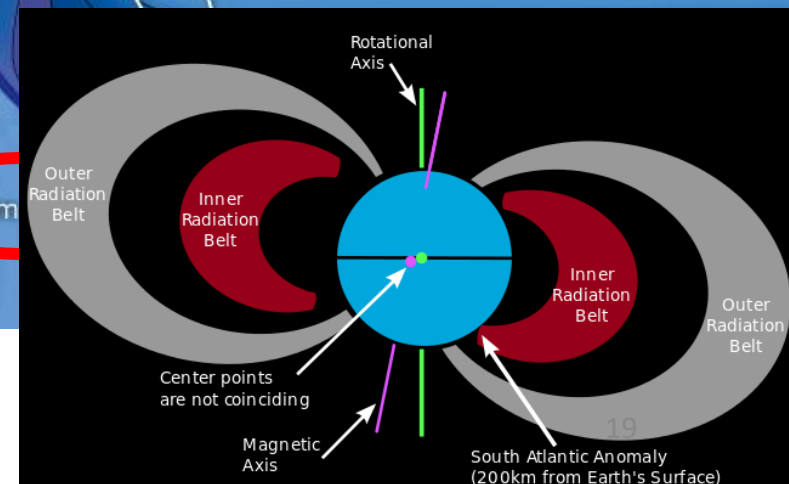 Rotational
Axis
Outer
Radiation
Belt
Inner
Radiation
Belt
m
Inner
Radiation
Belt
Outer
Radiation
Belt
Center points
are not coinciding
Magnetic
Axis
19
South Atlantic Anomaly
(200km from Earth's Surface)